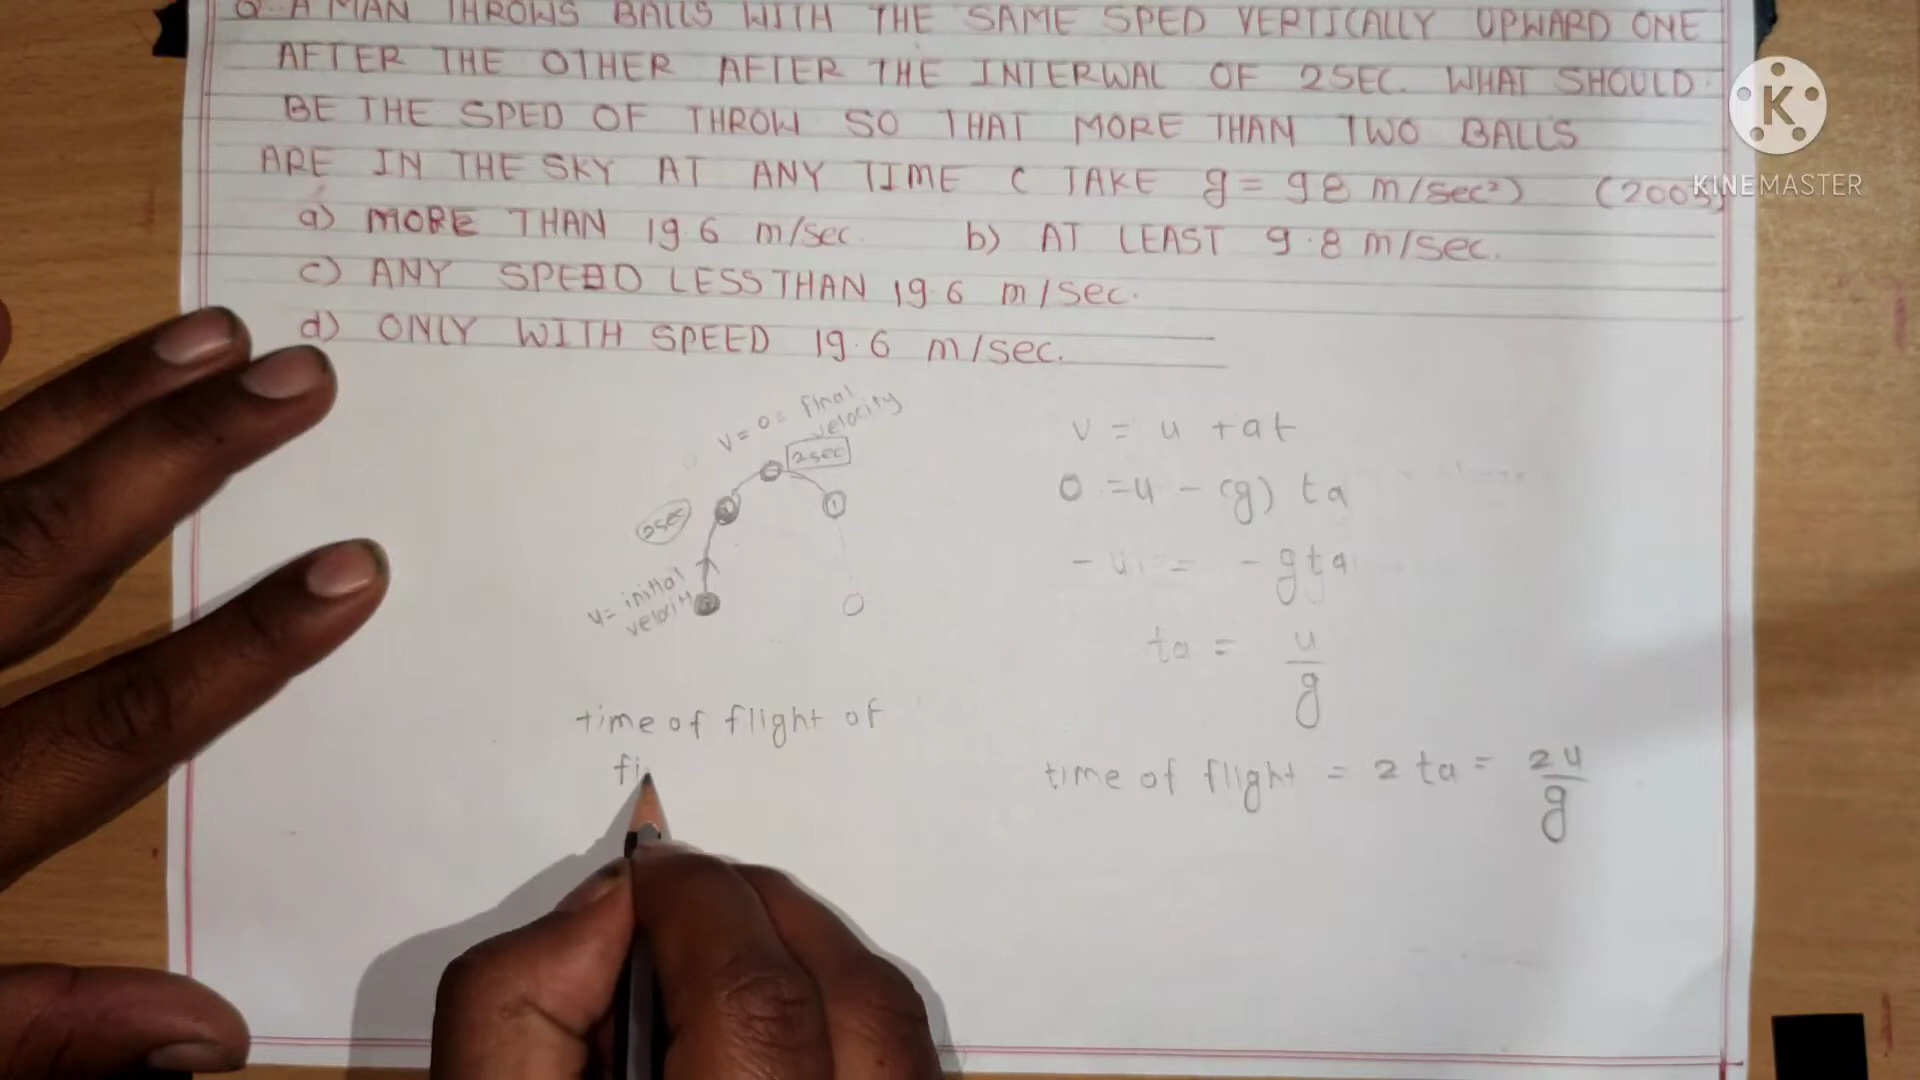 Q. A MAN THROWS BALLS WITH THE SAME SPED VERTICALLY UPWARD ONE
AFTER THE OTHER AFTER THE INTERWAL OF 2SEC. WHAT SHOULD
BE THE SPED OF THROW SO THAT MORE THAN TWO BALLS
ARE IN THE SKY AT ANY TIME ( TAKE g = 98 m/sec²) (2003)
K
KINEMASTER
a) MORE THAN 19.6 m/sec. b) AT LEAST 9.8 m/sec.
c) ANY SPEED LESS THAN 19.6 m/sec.
d) ONLY WITH SPEED 19.6 m/sec.
v = 0 = final
velocity
2sec
2sec
u = initial
velocity
v = u + at
0 = u - (g) ta
- u = - g ta
ta = u/g
time of flight of
fi
time of flight = 2 ta = 2u/g